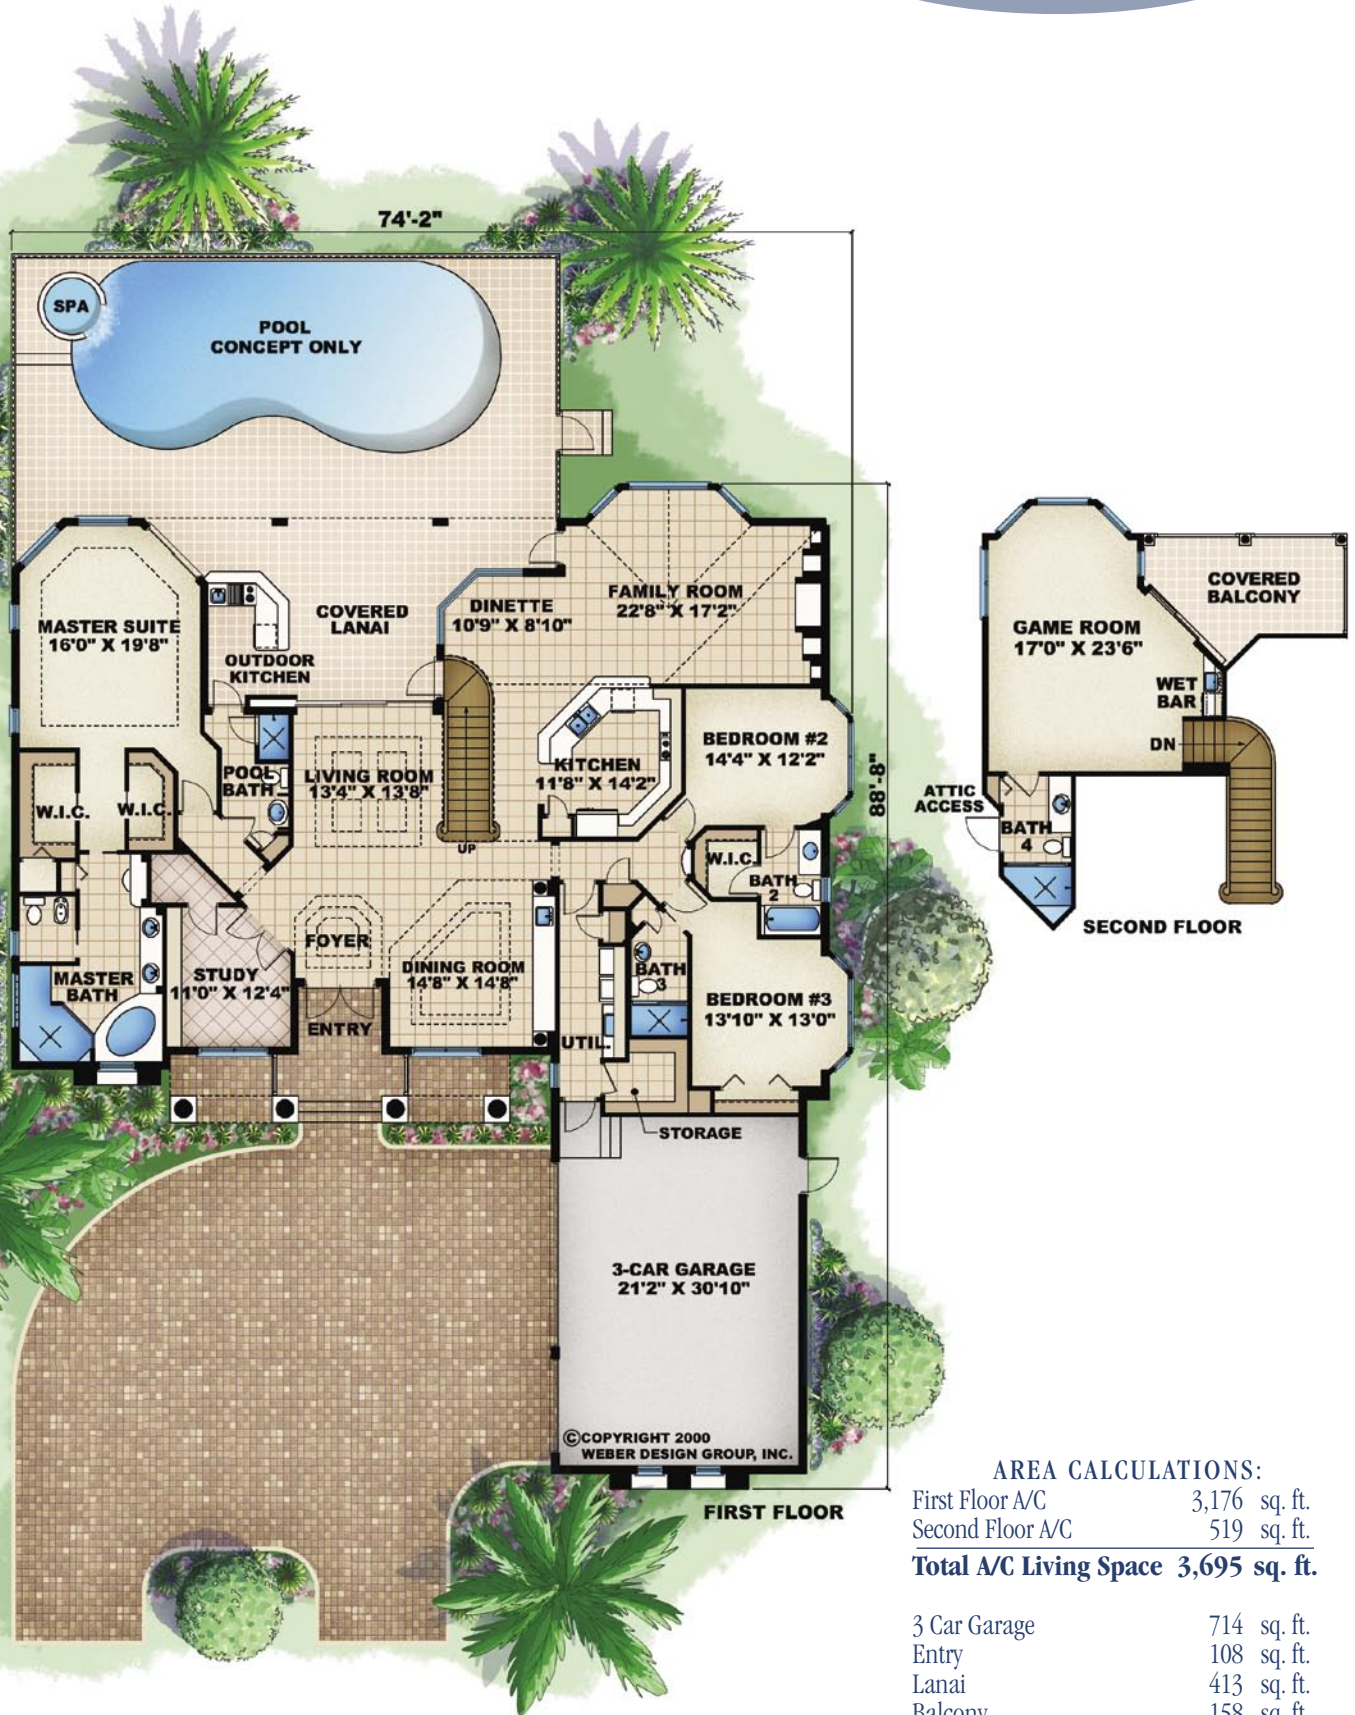 74'-2"
SPA
POOL
CONCEPT ONLY
MASTER SUITE
16'0" X 19'8"
COVERED
LANAI
OUTDOOR
KITCHEN
DINETTE
10'9" X 8'10"
FAMILY ROOM
22'8" X 17'2"
LIVING ROOM
13'4" X 13'8"
POOL
BATH
W.I.C.
W.I.C.
UP
KITCHEN
11'8" X 14'2"
BEDROOM #2
14'4" X 12'2"
88'-8"
W.I.C.
BATH
2
FOYER
STUDY
11'0" X 12'4"
MASTER
BATH
DINING ROOM
14'8" X 14'8"
ENTRY
BATH
3
BEDROOM #3
13'10" X 13'0"
UTIL.
STORAGE
3-CAR GARAGE
21'2" X 30'10"
©COPYRIGHT 2000
WEBER DESIGN GROUP, INC.
FIRST FLOOR
COVERED
BALCONY
GAME ROOM
17'0" X 23'6"
WET
BAR
DN
ATTIC
ACCESS
BATH
4
SECOND FLOOR
AREA CALCULATIONS:
First Floor A/C 3,176 sq. ft.
Second Floor A/C 519 sq. ft.
Total A/C Living Space 3,695 sq. ft.
3 Car Garage 714 sq. ft.
Entry 108 sq. ft.
Lanai 413 sq. ft.
Balcony 158 sq. ft.